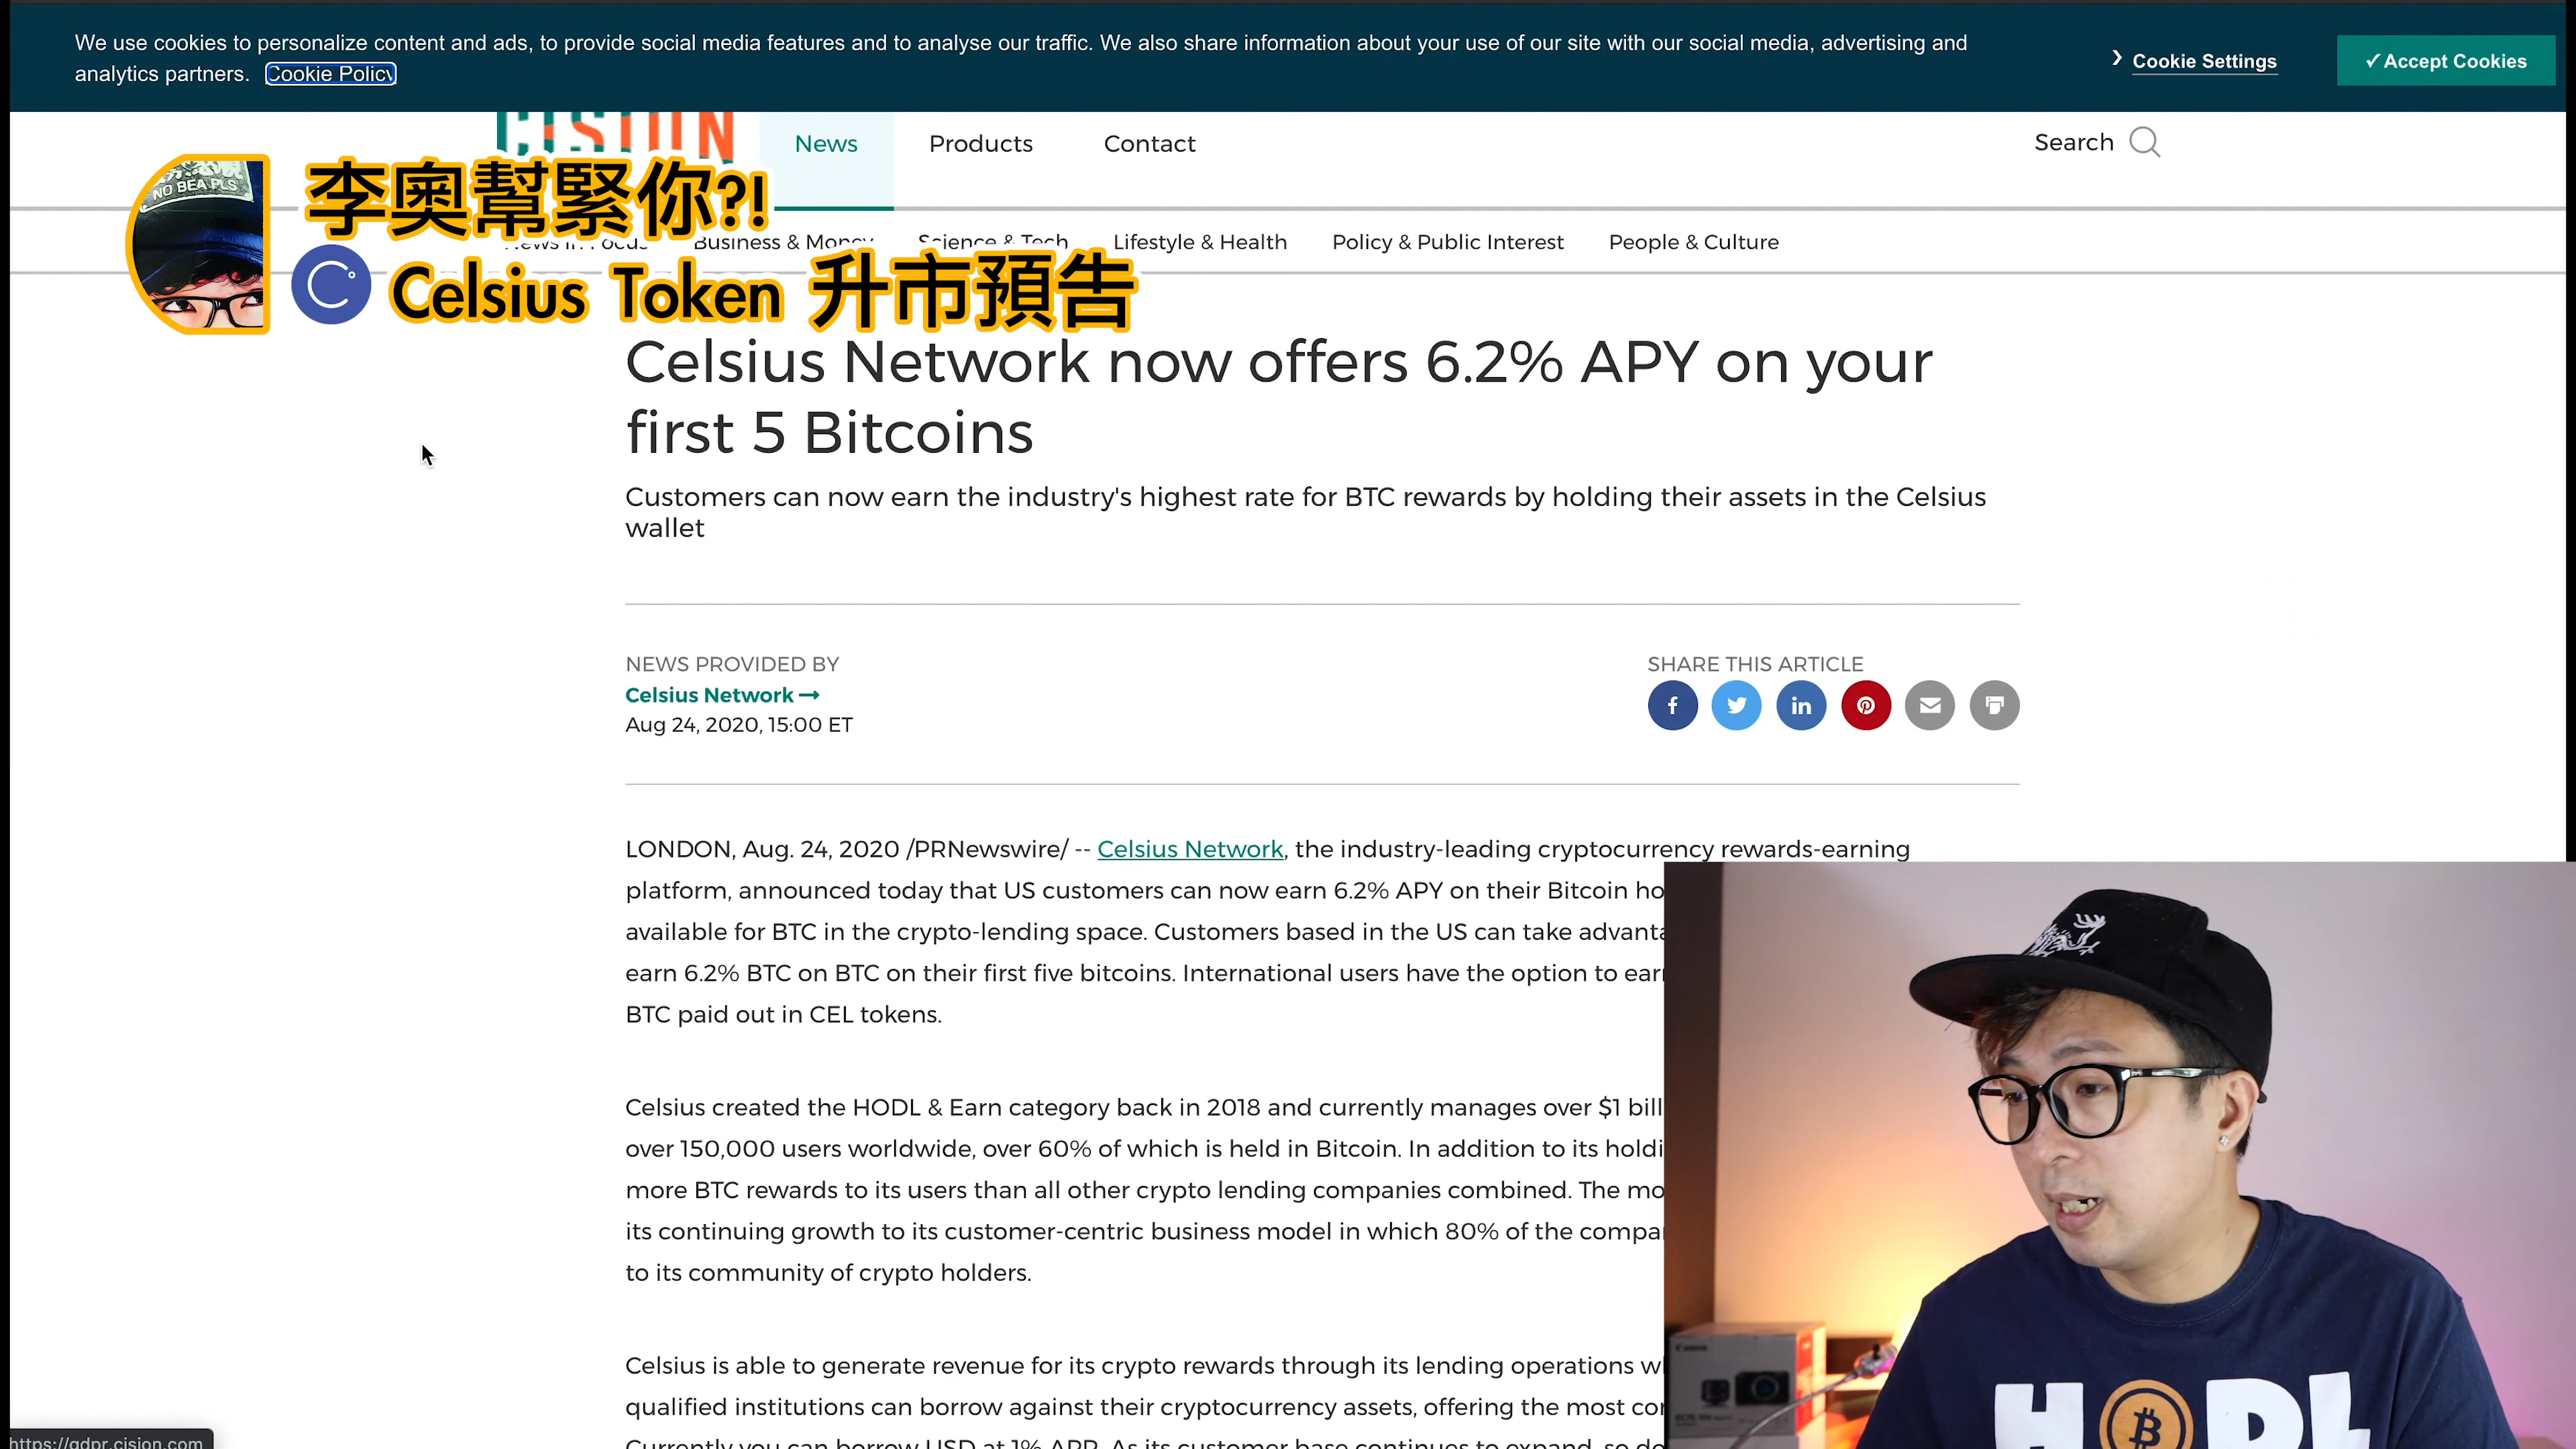 We use cookies to personalize content and ads, to provide social media features and to analyse our traffic. We also share information about your use of our site with our social media, advertising and
analytics partners. Cookie Policy
Cookie Settings
✓ Accept Cookies
CISION
News
Products
Contact
Search
NO BEA PLS
李奧幫緊你?!
News in Focus
Business & Money
Science & Tech
Lifestyle & Health
Policy & Public Interest
People & Culture
Celsius Token 升市預告
Celsius Network now offers 6.2% APY on your
first 5 Bitcoins
Customers can now earn the industry's highest rate for BTC rewards by holding their assets in the Celsius
wallet
NEWS PROVIDED BY
Celsius Network
Aug 24, 2020, 15:00 ET
SHARE THIS ARTICLE
LONDON, Aug. 24, 2020 /PRNewswire/ -- Celsius Network, the industry-leading cryptocurrency rewards-earning
platform, announced today that US customers can now earn 6.2% APY on their Bitcoin ho
available for BTC in the crypto-lending space. Customers based in the US can take advanta
earn 6.2% BTC on BTC on their first five bitcoins. International users have the option to earn
BTC paid out in CEL tokens.
Celsius created the HODL & Earn category back in 2018 and currently manages over $1 bill
over 150,000 users worldwide, over 60% of which is held in Bitcoin. In addition to its holdi
more BTC rewards to its users than all other crypto lending companies combined. The mo
its continuing growth to its customer-centric business model in which 80% of the compa
to its community of crypto holders.
Celsius is able to generate revenue for its crypto rewards through its lending operations w
qualified institutions can borrow against their cryptocurrency assets, offering the most co
Currently you can borrow USD at 1% APR. As its customer base continues to expand, so do
https://gdpr.cision.com
Canon
HODL